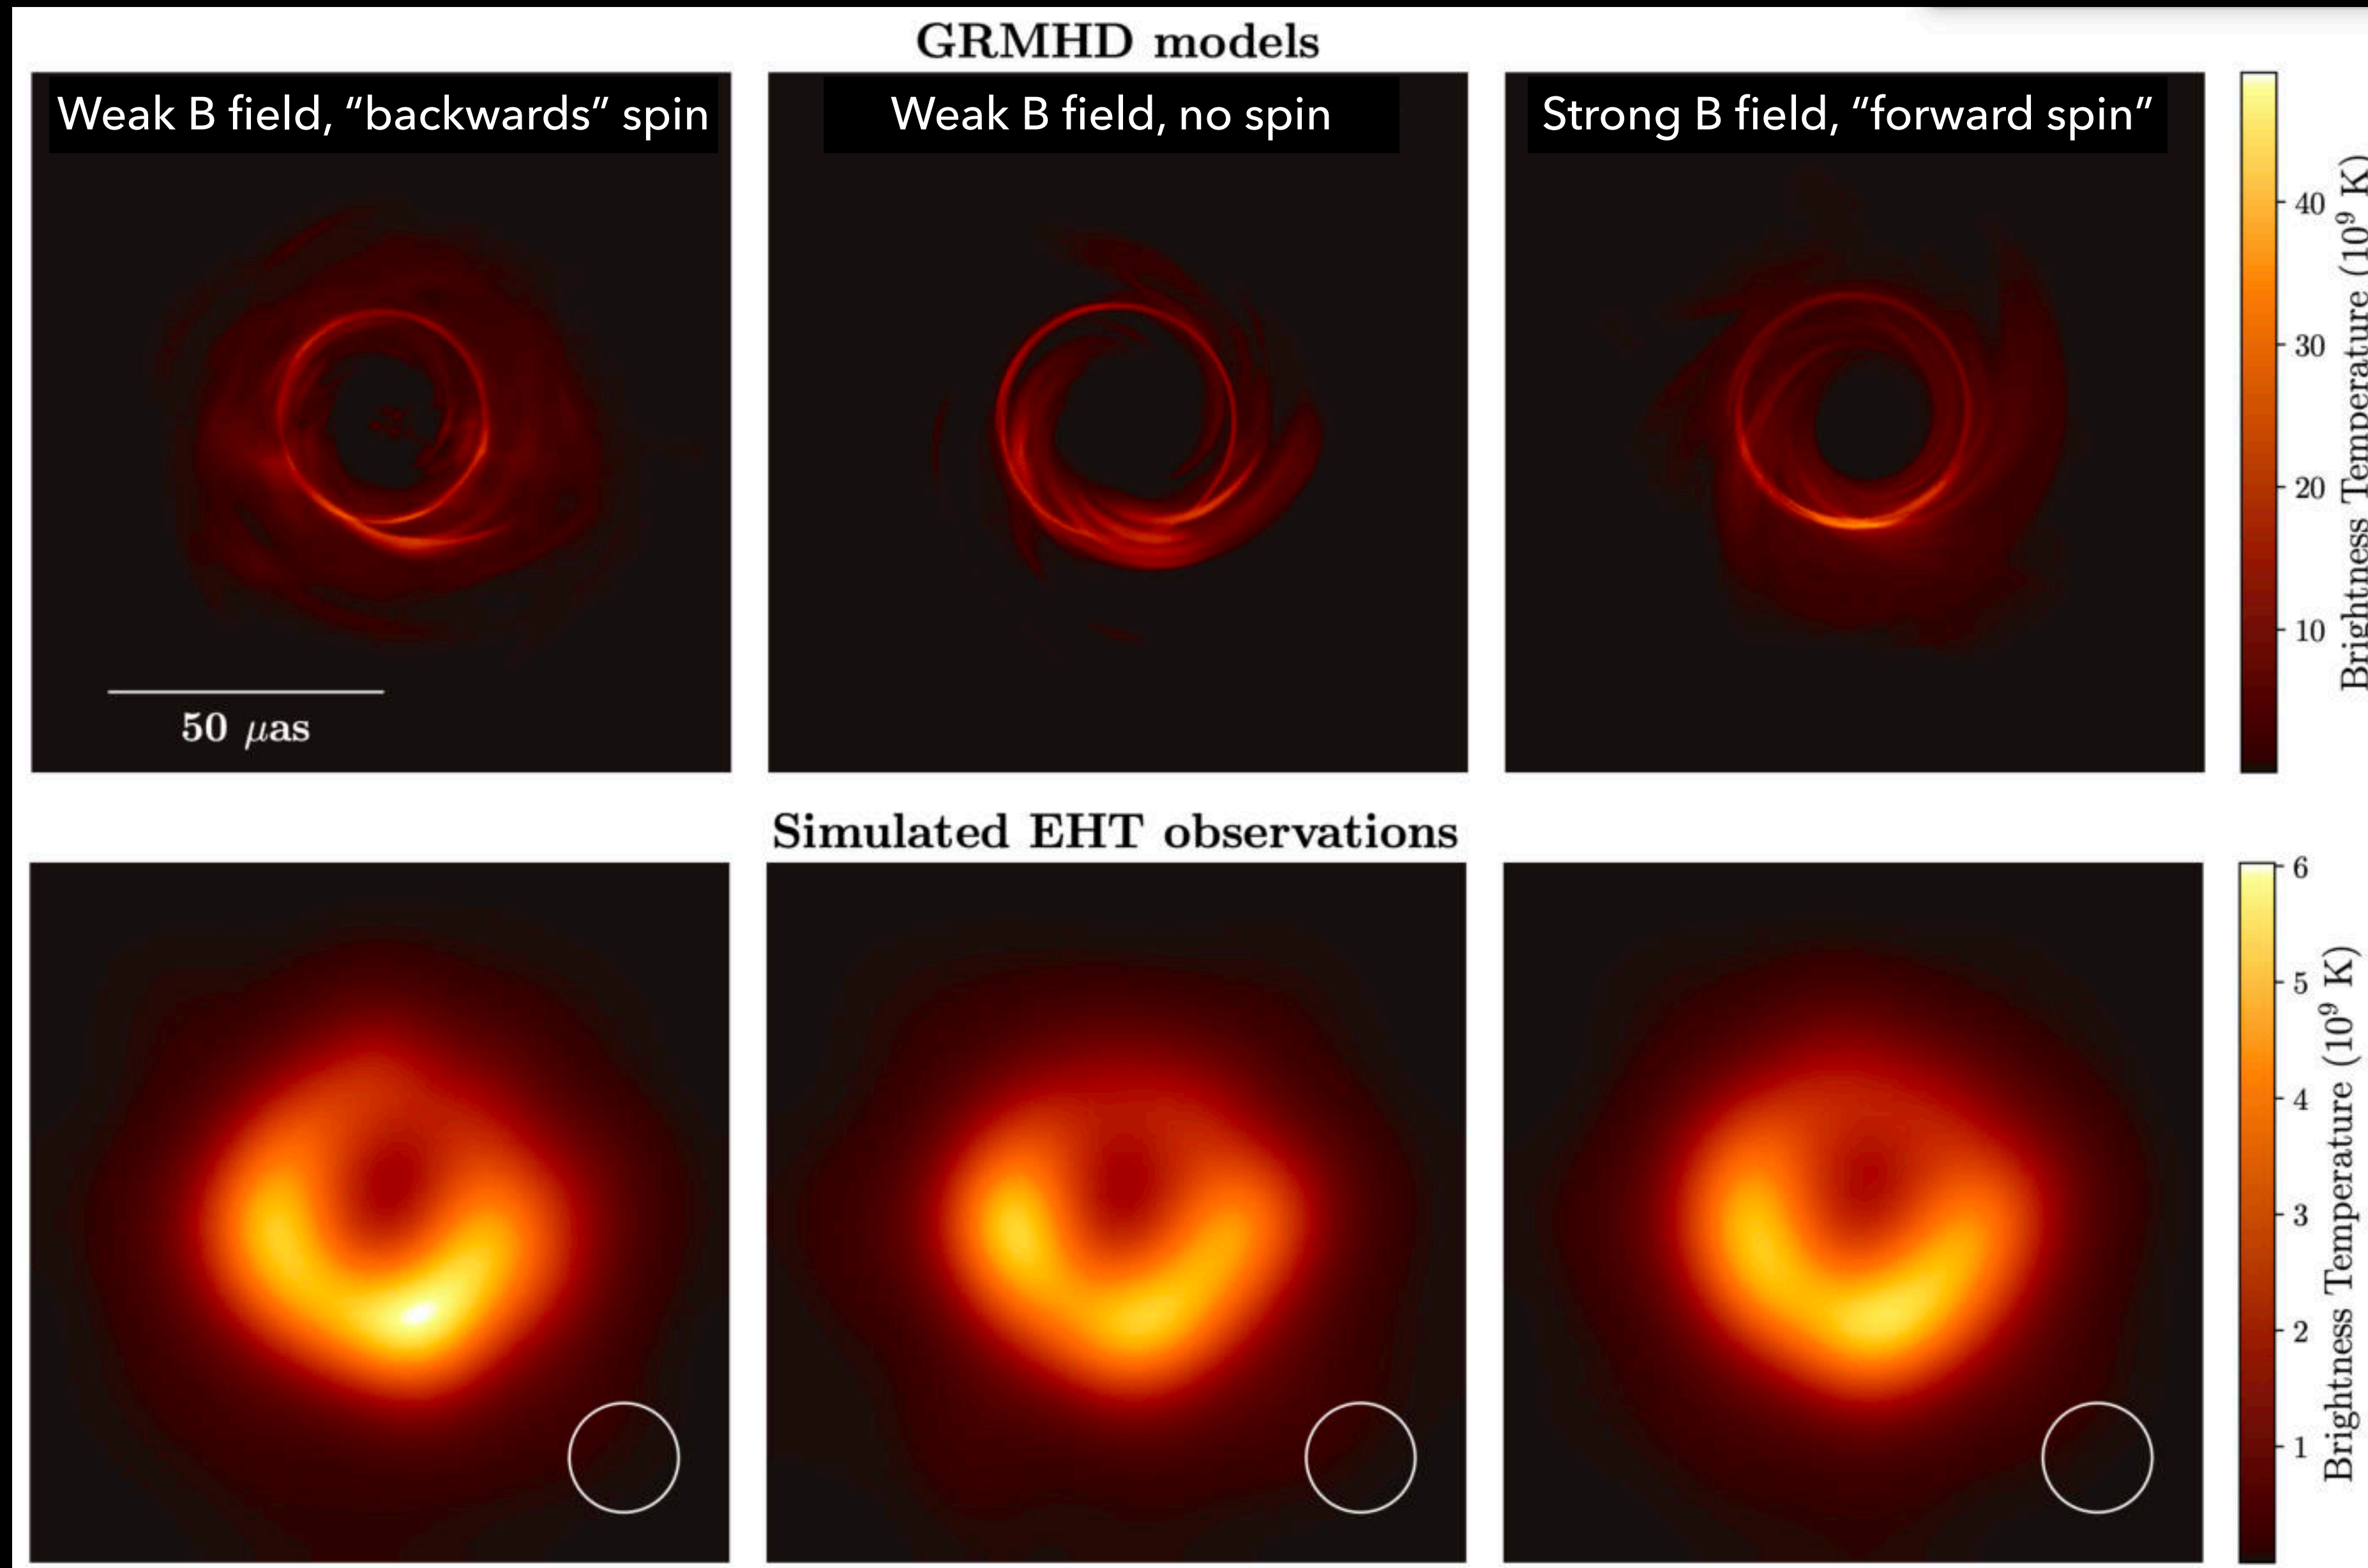 GRMHD models
Weak B field, “backwards” spin
Weak B field, no spin
Strong B field, “forward spin”
50 μas
40
30
20
10
Brightness Temperature (10⁹ K)
Simulated EHT observations
6
5
4
3
2
1
Brightness Temperature (10⁹ K)